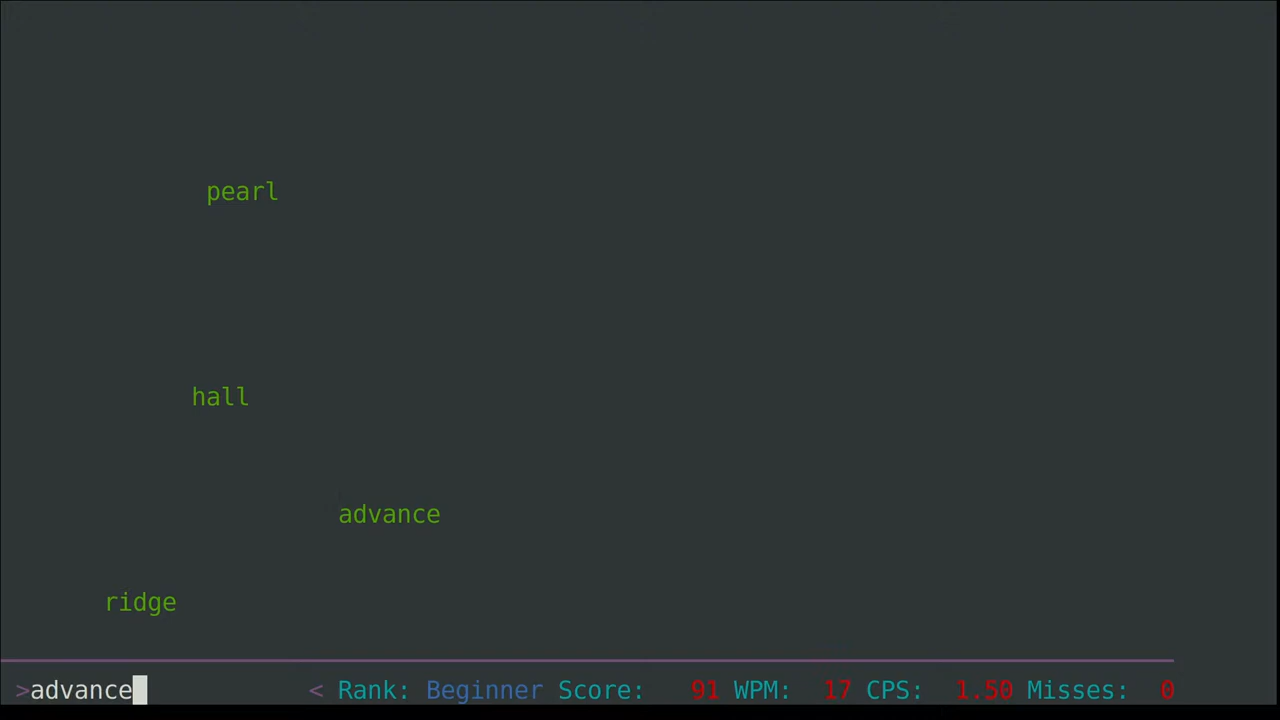 pearl
hall
advance
ridge
>advance < Rank: Beginner Score: 91 WPM: 17 CPS: 1.50 Misses: 0